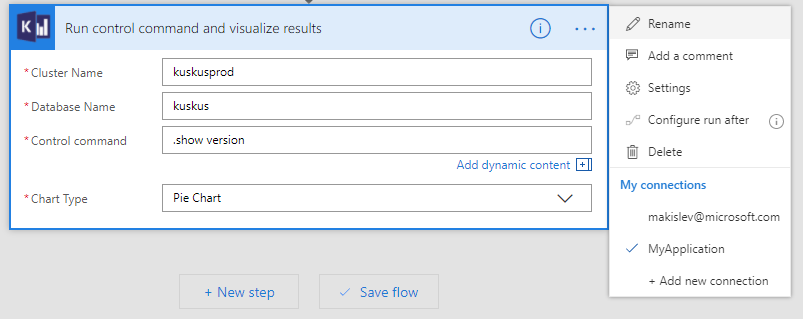 K
Run control command and visualize results
i
...
* Cluster Name
kuskusprod
* Database Name
kuskus
* Control command
.show version
Add dynamic content
* Chart Type
Pie Chart
+ New step
Save flow
Rename
Add a comment
Settings
Configure run after
i
Delete
My connections
makislev@microsoft.com
MyApplication
+ Add new connection